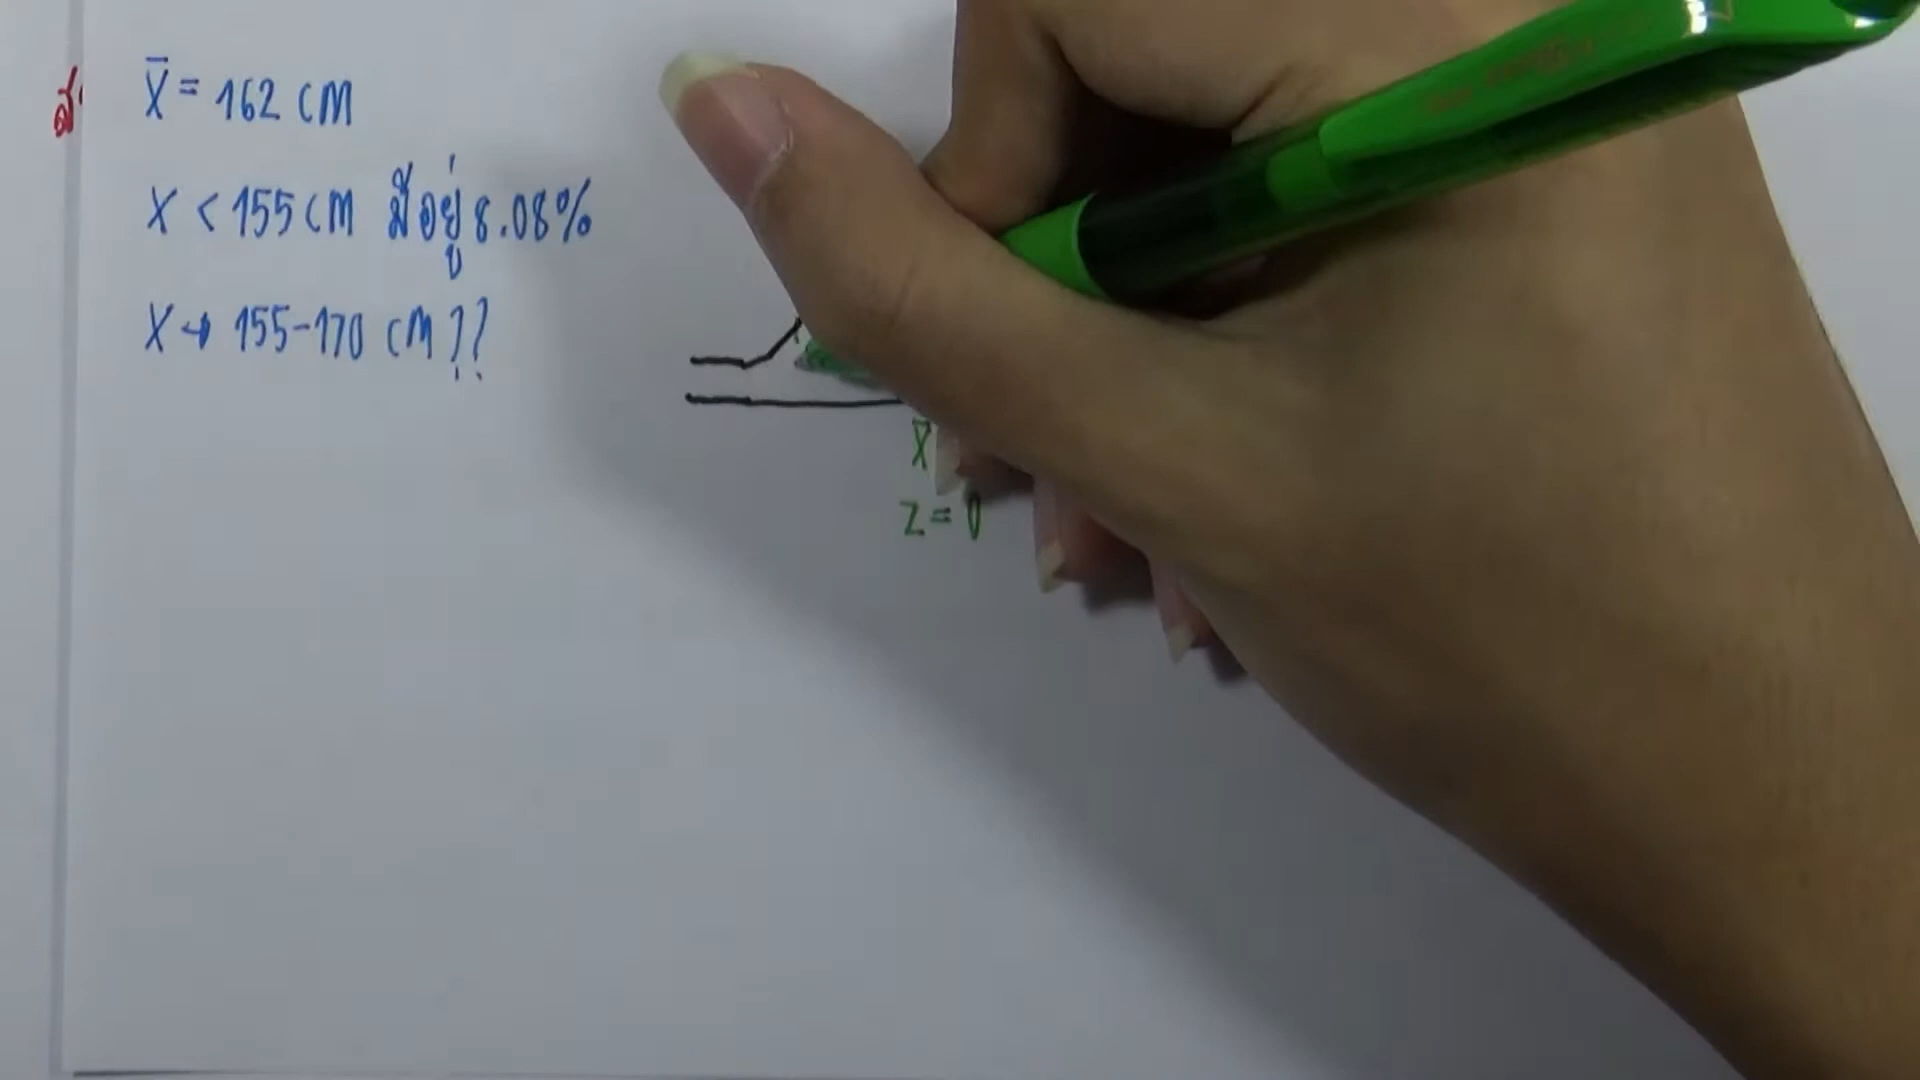 X̄ = 162 cm
X < 155 cm มีอยู่ 8.08%
X → 155-170 cm ??
X̄
Z = 0